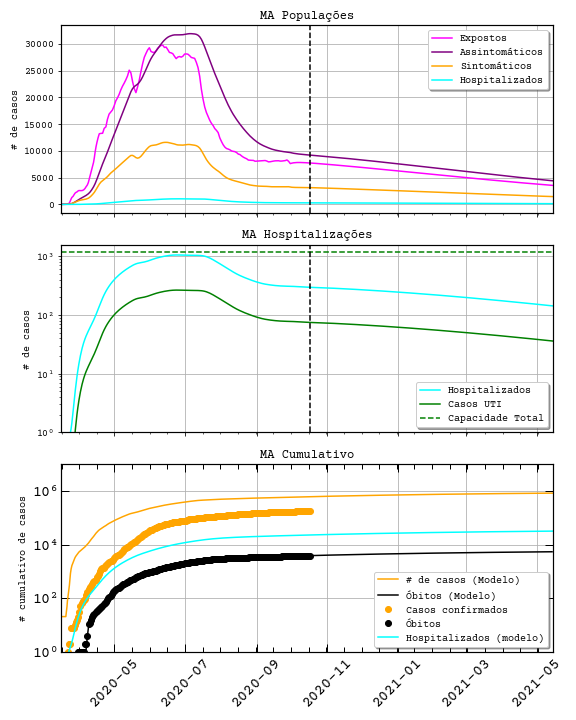 MA Populações
# de casos
30000
25000
20000
15000
10000
5000
0
Expostos
Assintomáticos
Sintomáticos
Hospitalizados
MA Hospitalizações
# de casos
10³
10²
10¹
10⁰
Hospitalizados
Casos UTI
Capacidade Total
MA Cumulativo
# cumulativo de casos
10⁶
10⁴
10²
10⁰
# de casos (Modelo)
Óbitos (Modelo)
Casos confirmados
Óbitos
Hospitalizados (modelo)
2020-05
2020-07
2020-09
2020-11
2021-01
2021-03
2021-05